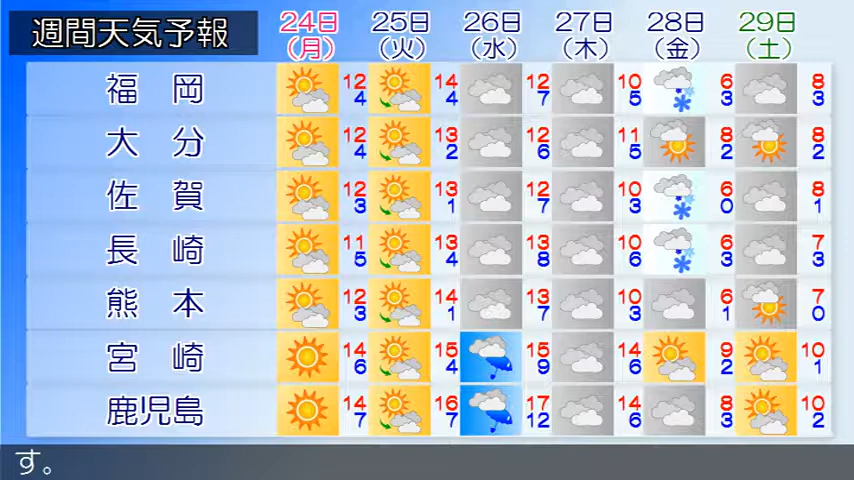 週間天気予報
24日 25日 26日 27日 28日 29日
(月) (火) (水) (木) (金) (土)
福岡 12 14 12 10 6 8
4 4 7 5 3 3
大分 12 13 12 11 8 8
4 2 6 5 2 2
佐賀 12 13 12 10 6 8
3 1 7 3 0 1
長崎 11 13 13 10 6 7
5 4 8 6 3 3
熊本 12 14 13 10 6 7
3 1 7 3 1 0
宮崎 14 15 15 14 9 10
6 4 9 6 2 1
鹿児島 14 16 17 14 8 10
7 7 12 6 3 2
す。